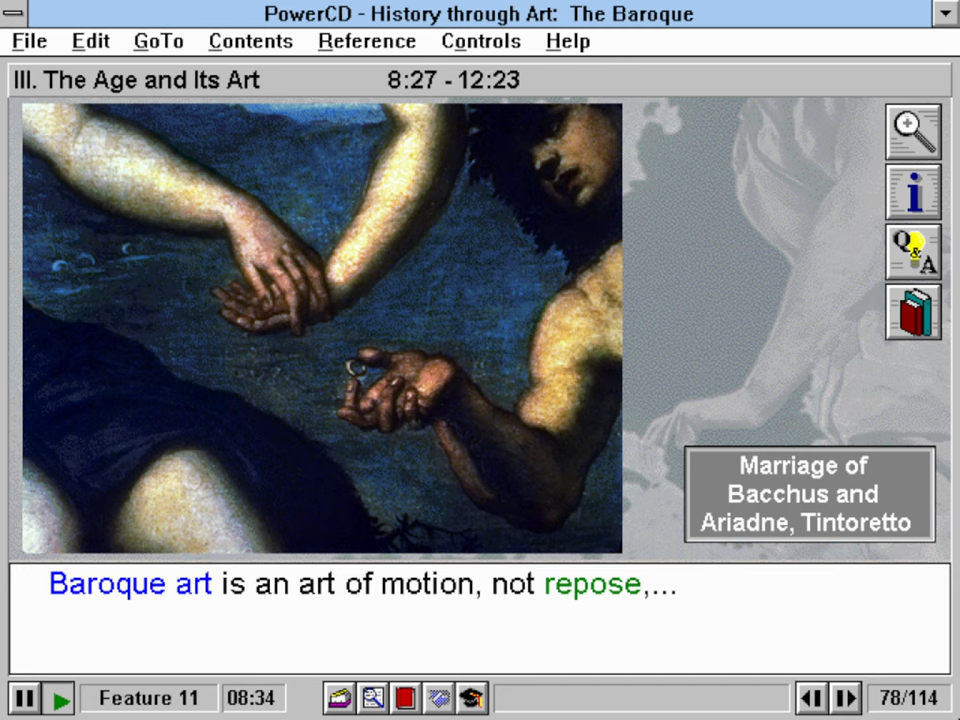 PowerCD - History through Art: The Baroque
File Edit GoTo Contents Reference Controls Help
III. The Age and Its Art 8:27 - 12:23
i
Q&A
Marriage of
Bacchus and
Ariadne, Tintoretto
Baroque art is an art of motion, not repose,...
Feature 11 08:34 78/114